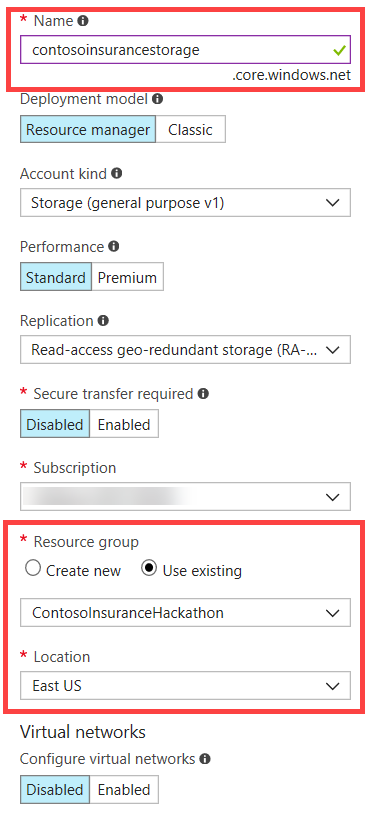 * Name
contosoinsurancestorage
.core.windows.net
Deployment model
Resource manager Classic
Account kind
Storage (general purpose v1)
Performance
Standard Premium
Replication
Read-access geo-redundant storage (RA-...
* Secure transfer required
Disabled Enabled
* Subscription
* Resource group
Create new Use existing
ContosoInsuranceHackathon
* Location
East US
Virtual networks
Configure virtual networks
Disabled Enabled